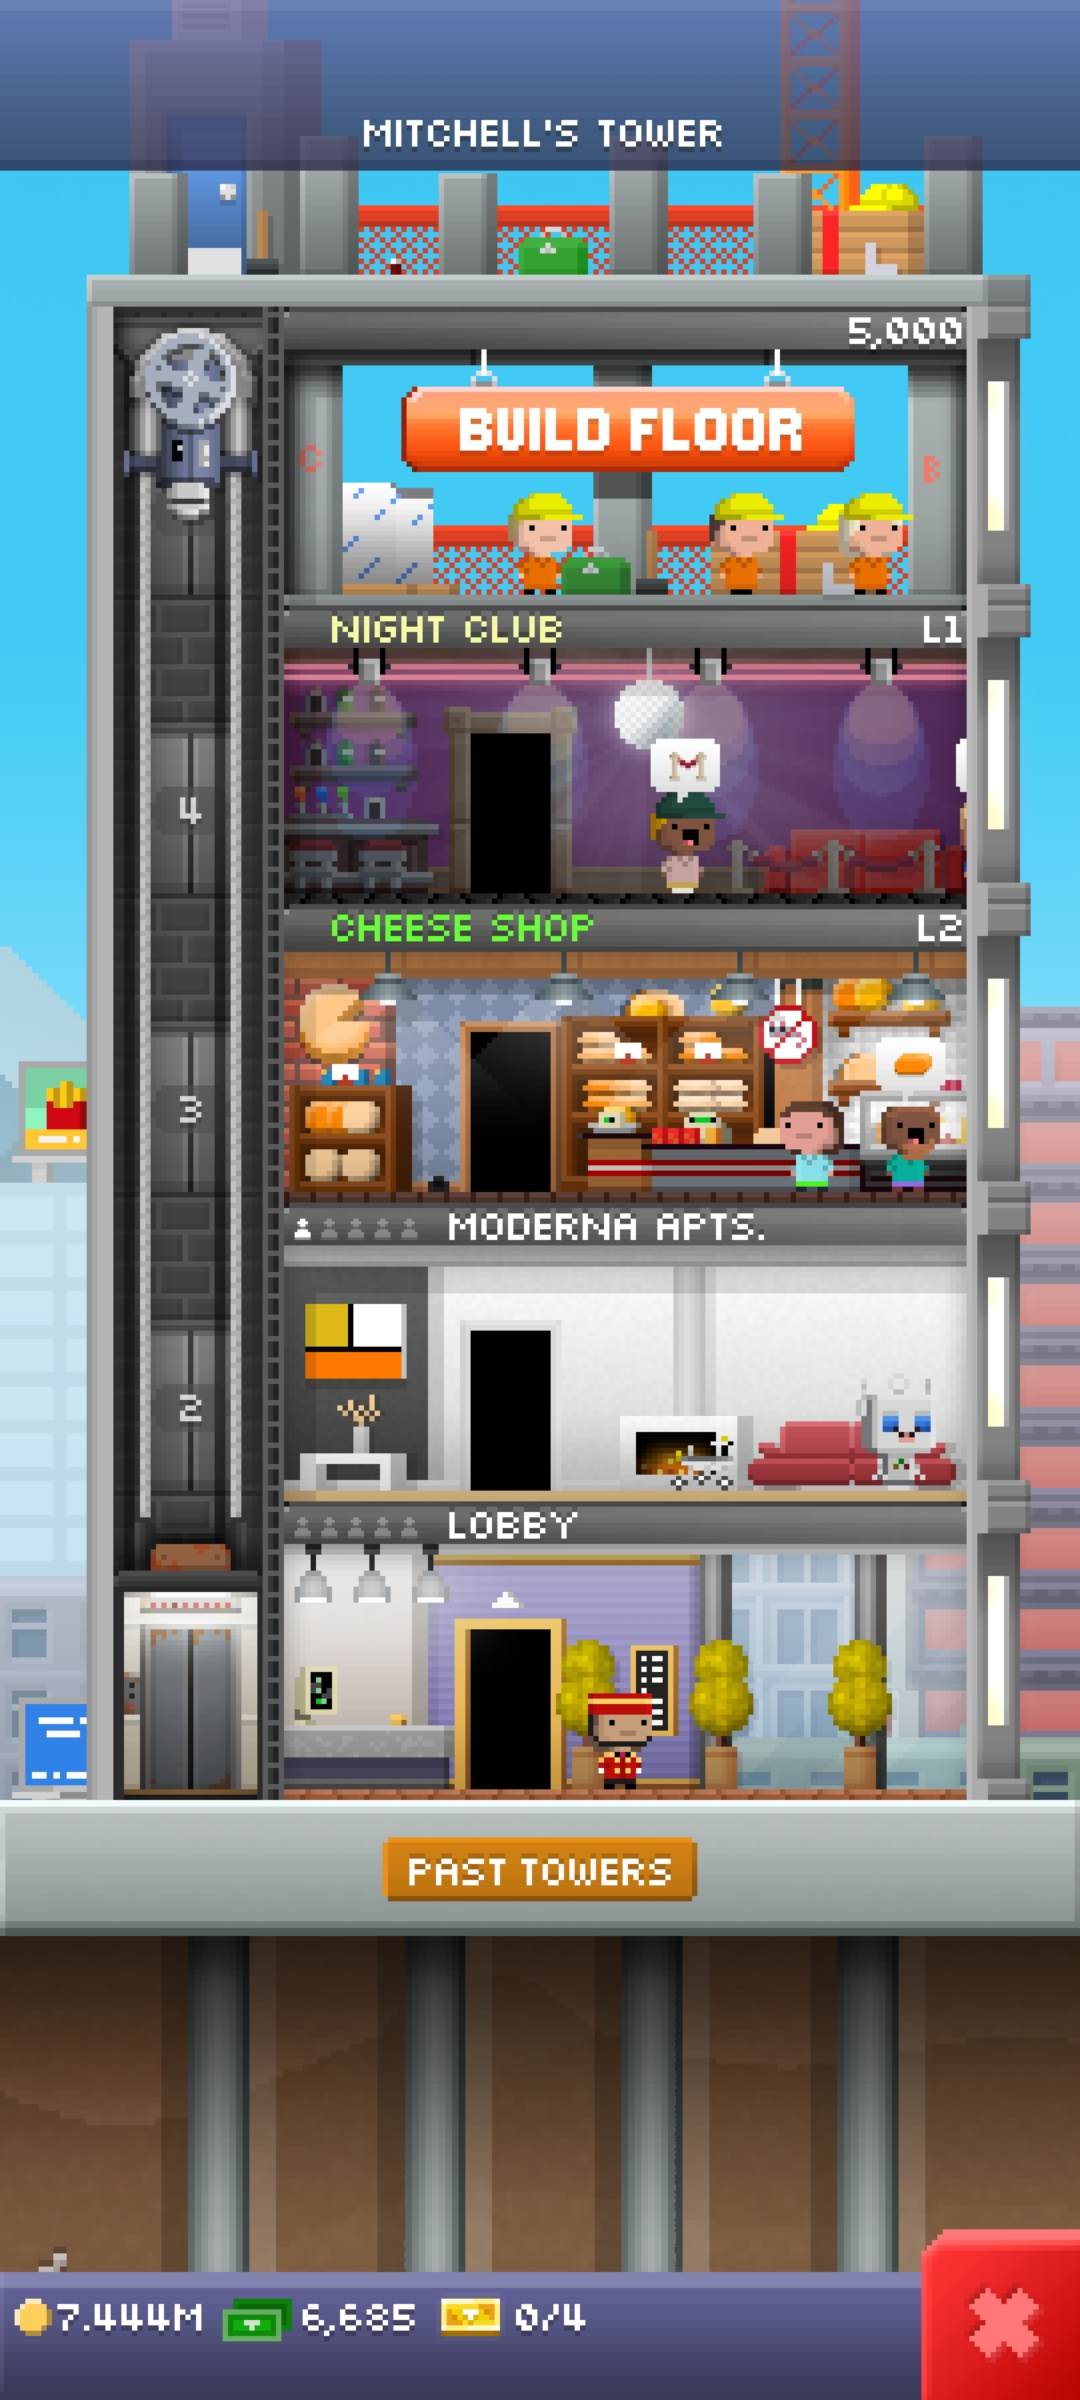 MITCHELL'S TOWER
5,000
BUILD FLOOR
C
B
NIGHT CLUB L1
M
4
CHEESE SHOP L2
3
MODERNA APTS.
2
LOBBY
PAST TOWERS
7.444M 6,685 0/4